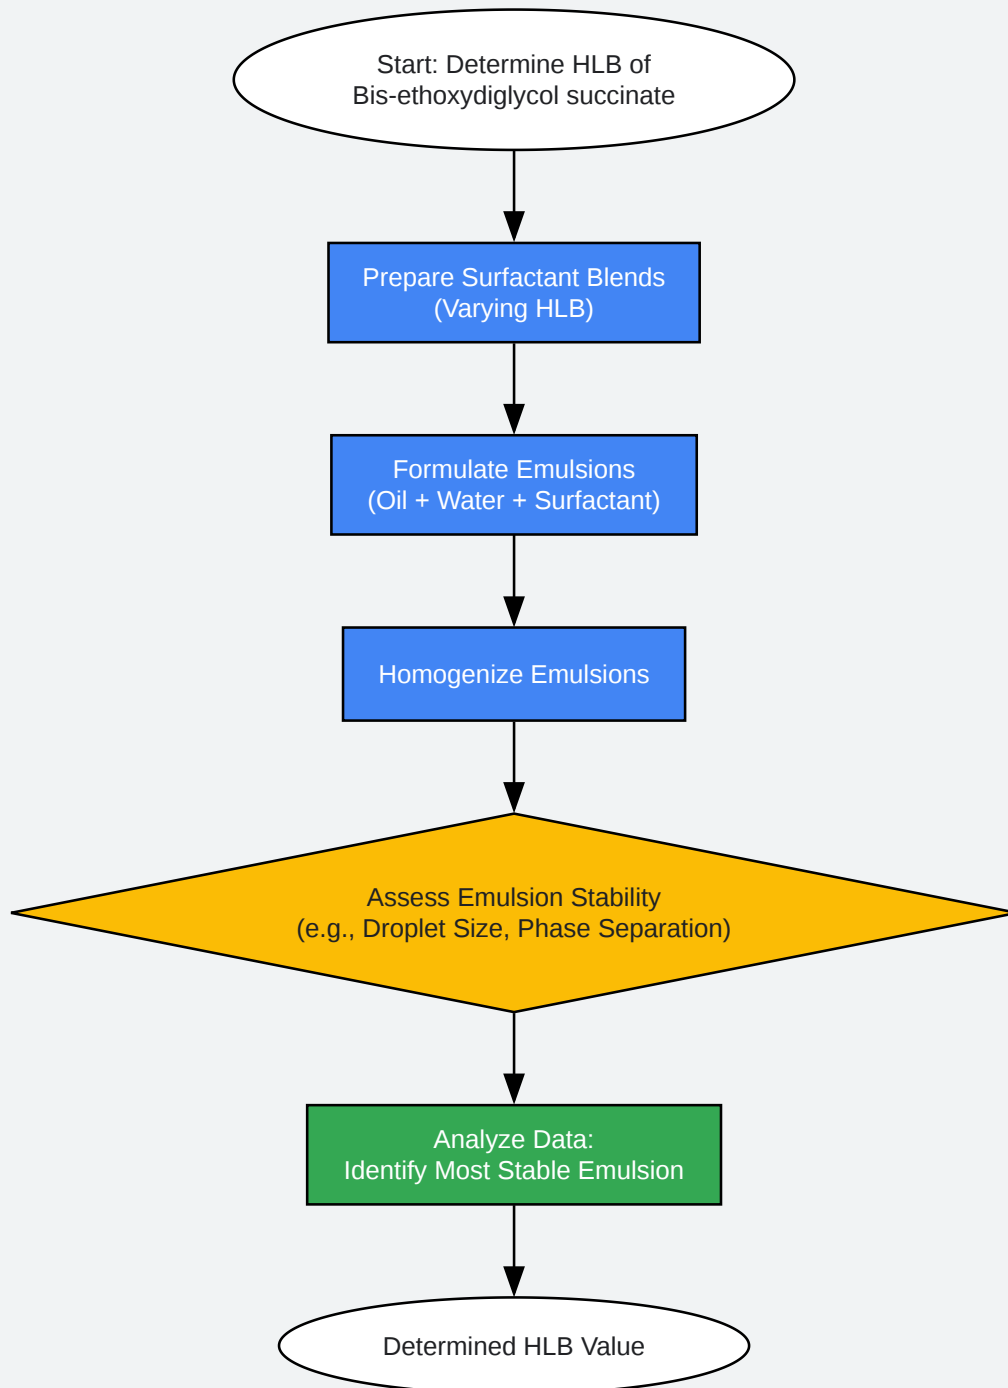 Start: Determine HLB of
Bis-ethoxydiglycol succinate
Prepare Surfactant Blends
(Varying HLB)
Formulate Emulsions
(Oil + Water + Surfactant)
Homogenize Emulsions
Assess Emulsion Stability
(e.g., Droplet Size, Phase Separation)
Analyze Data:
Identify Most Stable Emulsion
Determined HLB Value